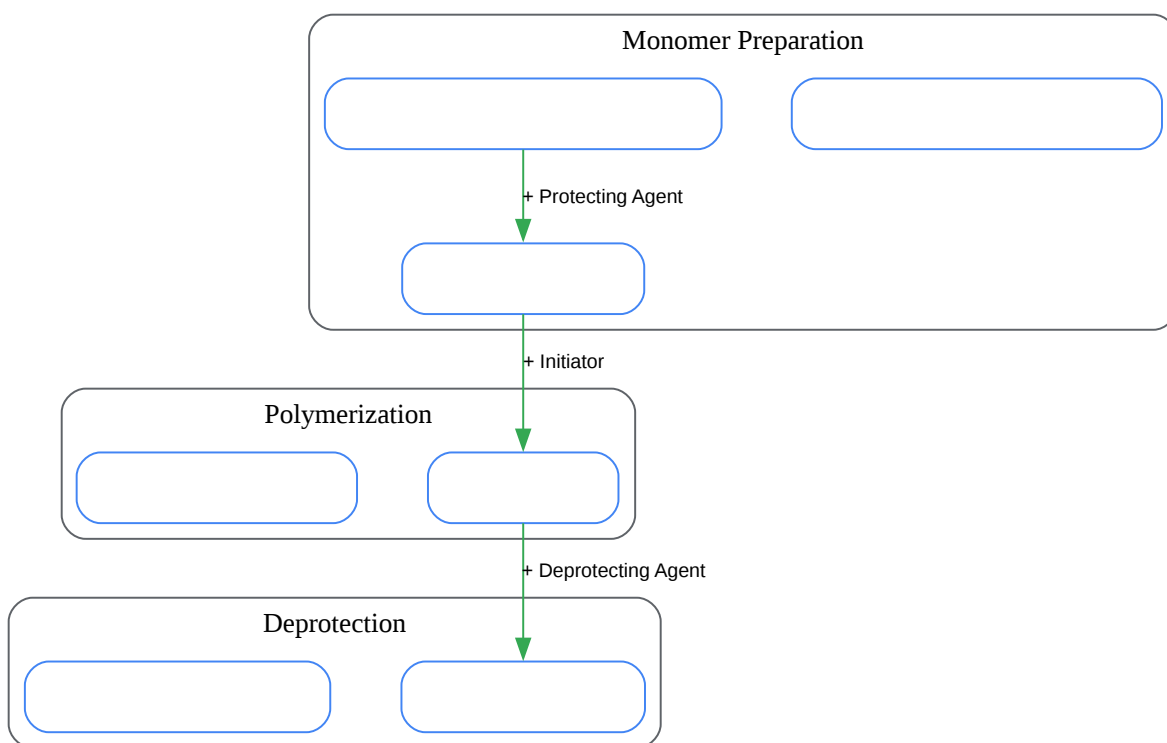 Monomer Preparation
+ Protecting Agent
+ Initiator
Polymerization
+ Deprotecting Agent
Deprotection